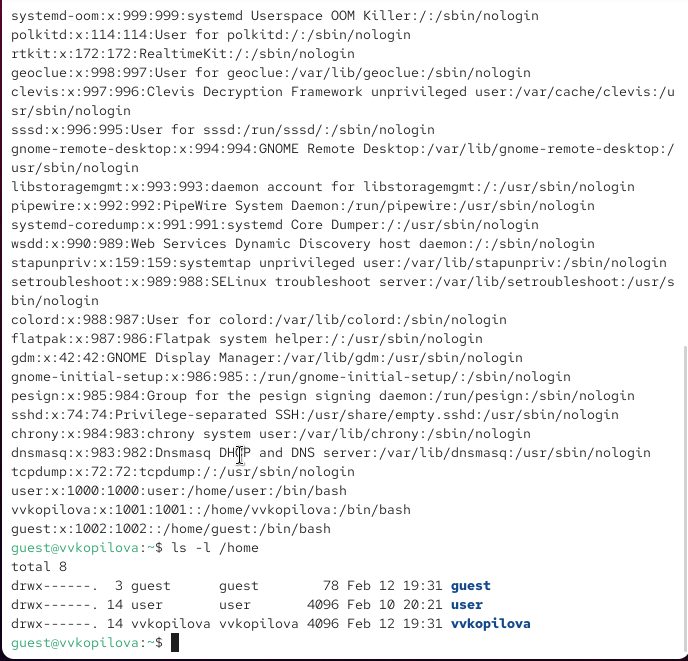 systemd-oom:x:999:999:systemd Userspace OOM Killer:/:/sbin/nologin
polkitd:x:114:114:User for polkitd:/:/sbin/nologin
rtkit:x:172:172:RealtimeKit:/:/sbin/nologin
geoclue:x:998:997:User for geoclue:/var/lib/geoclue:/sbin/nologin
clevis:x:997:996:Clevis Decryption Framework unprivileged user:/var/cache/clevis:/u
sr/sbin/nologin
sssd:x:996:995:User for sssd:/run/sssd/:/sbin/nologin
gnome-remote-desktop:x:994:994:GNOME Remote Desktop:/var/lib/gnome-remote-desktop:/
usr/sbin/nologin
libstoragemgmt:x:993:993:daemon account for libstoragemgmt:/:/usr/sbin/nologin
pipewire:x:992:992:PipeWire System Daemon:/run/pipewire:/usr/sbin/nologin
systemd-coredump:x:991:991:systemd Core Dumper:/:/usr/sbin/nologin
wsdd:x:990:989:Web Services Dynamic Discovery host daemon:/:/sbin/nologin
stapunpriv:x:159:159:systemtap unprivileged user:/var/lib/stapunpriv:/sbin/nologin
setroubleshoot:x:989:988:SELinux troubleshoot server:/var/lib/setroubleshoot:/usr/s
bin/nologin
colord:x:988:987:User for colord:/var/lib/colord:/sbin/nologin
flatpak:x:987:986:Flatpak system helper:/:/usr/sbin/nologin
gdm:x:42:42:GNOME Display Manager:/var/lib/gdm:/usr/sbin/nologin
gnome-initial-setup:x:986:985::/run/gnome-initial-setup/:/sbin/nologin
pesign:x:985:984:Group for the pesign signing daemon:/run/pesign:/sbin/nologin
sshd:x:74:74:Privilege-separated SSH:/usr/share/empty.sshd:/usr/sbin/nologin
chrony:x:984:983:chrony system user:/var/lib/chrony:/sbin/nologin
dnsmasq:x:983:982:Dnsmasq DHCP and DNS server:/var/lib/dnsmasq:/usr/sbin/nologin
tcpdump:x:72:72:tcpdump:/:/usr/sbin/nologin
user:x:1000:1000:user:/home/user:/bin/bash
vvkopilova:x:1001:1001::/home/vvkopilova:/bin/bash
guest:x:1002:1002::/home/guest:/bin/bash
guest@vvkopilova:~$ ls -l /home
total 8
drwx------.  3 guest      guest        78 Feb 12 19:31 guest
drwx------. 14 user       user       4096 Feb 10 20:21 user
drwx------. 14 vvkopilova vvkopilova 4096 Feb 12 19:31 vvkopilova
guest@vvkopilova:~$